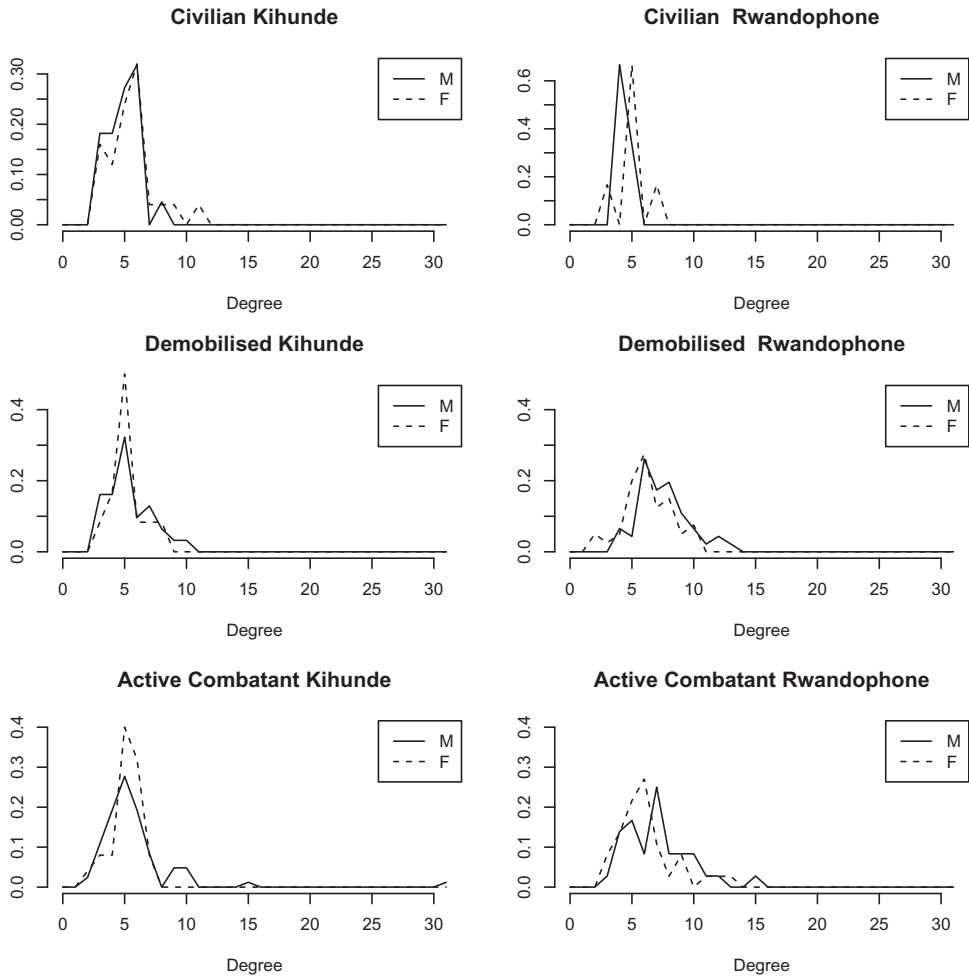 Civilian Kihunde
0.00 0.10 0.20 0.30
M
F
0 5 10 15 20 25 30
Degree
Civilian  Rwandophone
0.0 0.2 0.4 0.6
M
F
0 5 10 15 20 25 30
Degree
Demobilised Kihunde
0.0 0.2 0.4
M
F
0 5 10 15 20 25 30
Degree
Demobilised  Rwandophone
0.0 0.2 0.4
M
F
0 5 10 15 20 25 30
Degree
Active Combatant Kihunde
0.0 0.1 0.2 0.3 0.4
M
F
0 5 10 15 20 25 30
Degree
Active Combatant Rwandophone
0.0 0.1 0.2 0.3 0.4
M
F
0 5 10 15 20 25 30
Degree